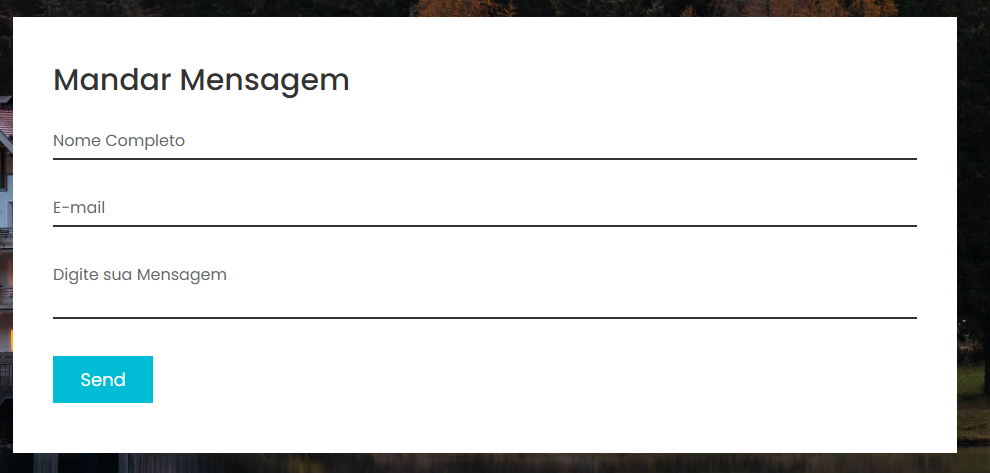 Mandar Mensagem
Nome Completo
E-mail
Digite sua Mensagem
Send